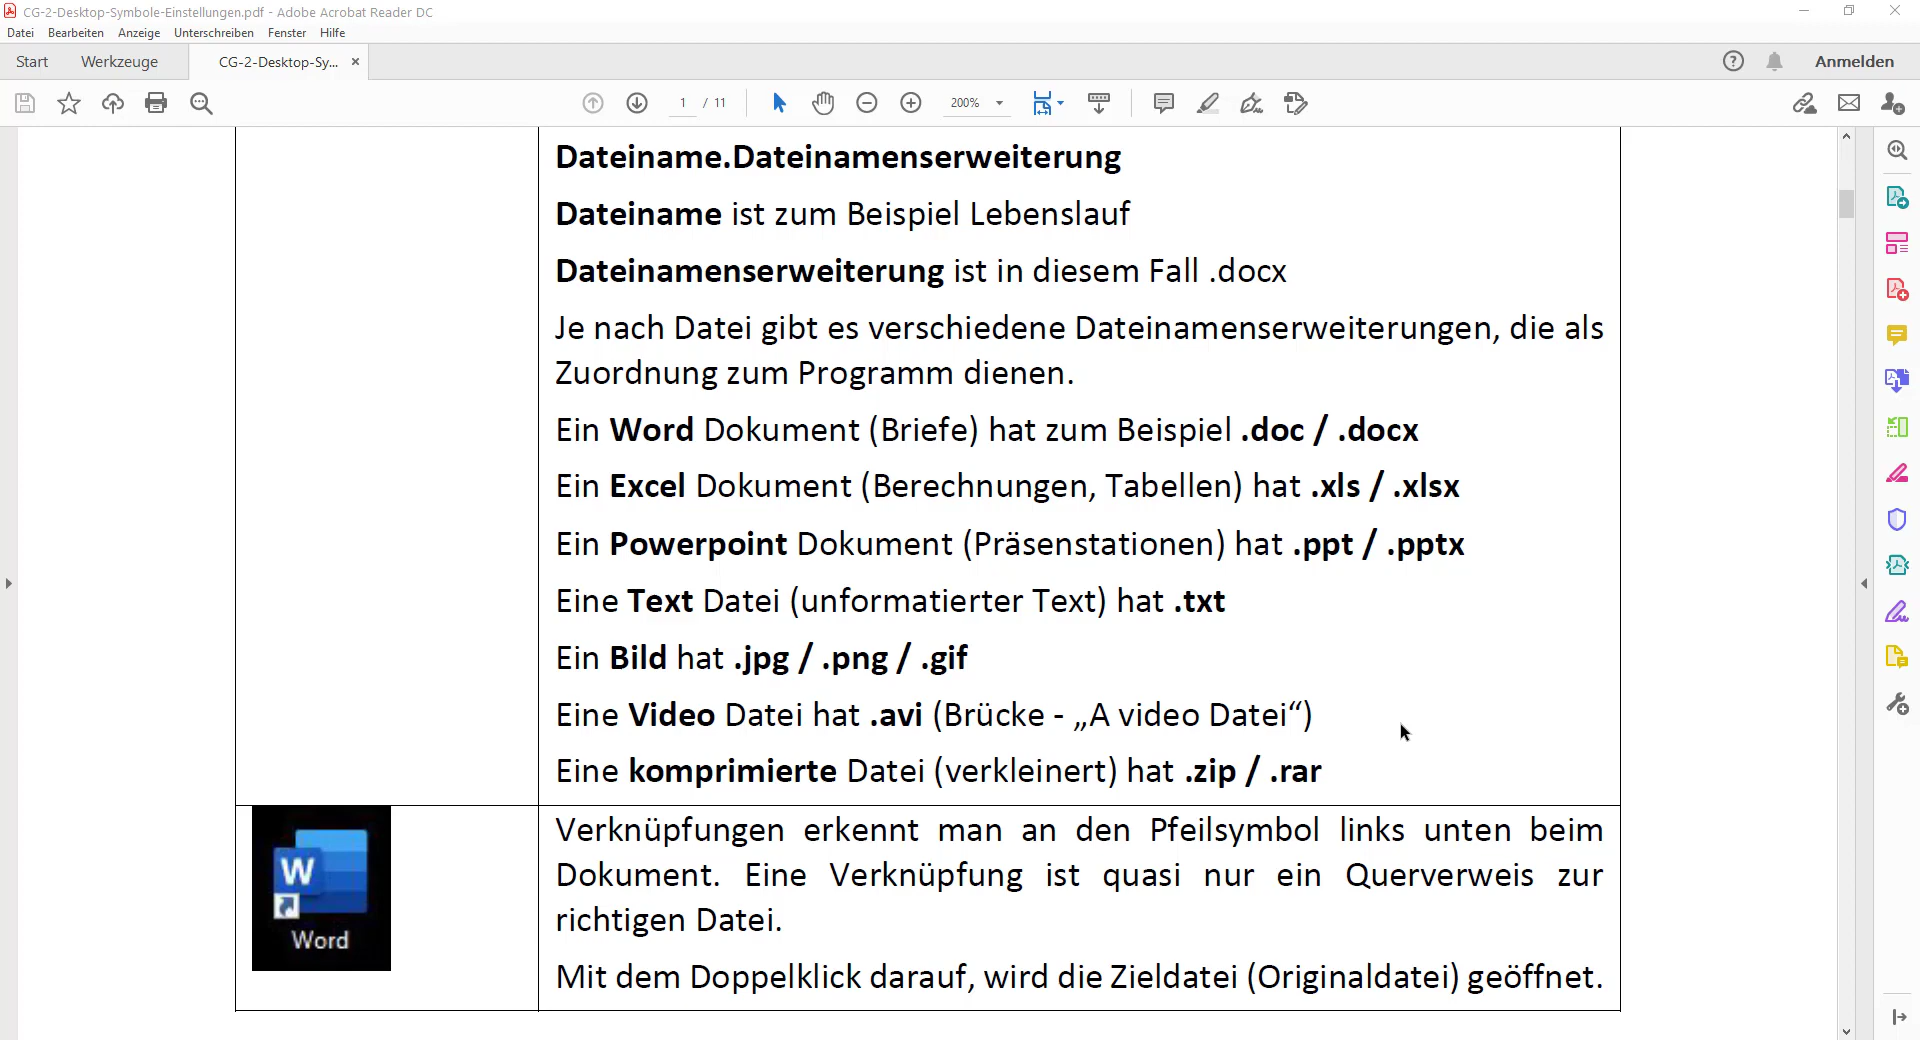 CG-2-Desktop-Symbole-Einstellungen.pdf - Adobe Acrobat Reader DC
Datei Bearbeiten Anzeige Unterschreiben Fenster Hilfe
Start Werkzeuge CG-2-Desktop-Sy... × Anmelden
1 / 11 200%
Dateiname.Dateinamenserweiterung
Dateiname ist zum Beispiel Lebenslauf
Dateinamenserweiterung ist in diesem Fall .docx
Je nach Datei gibt es verschiedene Dateinamenserweiterungen, die als
Zuordnung zum Programm dienen.
Ein Word Dokument (Briefe) hat zum Beispiel .doc / .docx
Ein Excel Dokument (Berechnungen, Tabellen) hat .xls / .xlsx
Ein Powerpoint Dokument (Präsenstationen) hat .ppt / .pptx
Eine Text Datei (unformatierter Text) hat .txt
Ein Bild hat .jpg / .png / .gif
Eine Video Datei hat .avi (Brücke - „A video Datei“)
Eine komprimierte Datei (verkleinert) hat .zip / .rar
W
Word
Verknüpfungen erkennt man an den Pfeilsymbol links unten beim
Dokument. Eine Verknüpfung ist quasi nur ein Querverweis zur
richtigen Datei.
Mit dem Doppelklick darauf, wird die Zieldatei (Originaldatei) geöffnet.